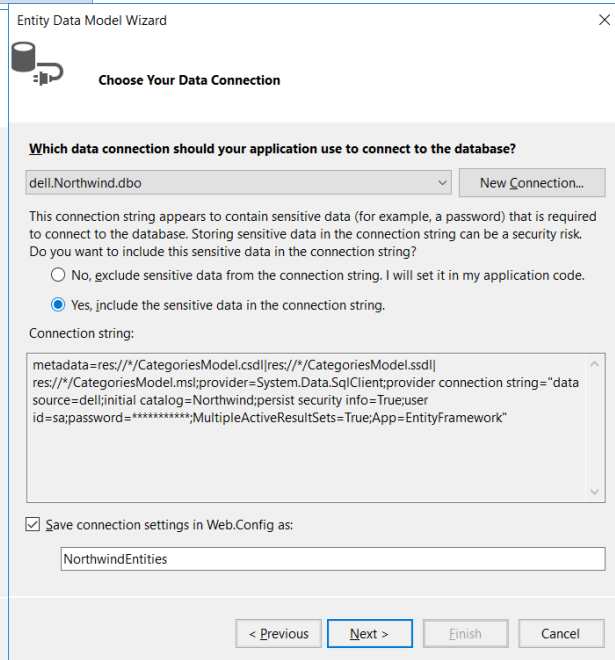 Entity Data Model Wizard
Choose Your Data Connection
Which data connection should your application use to connect to the database?
dell.Northwind.dbo
New Connection...
This connection string appears to contain sensitive data (for example, a password) that is required
to connect to the database. Storing sensitive data in the connection string can be a security risk.
Do you want to include this sensitive data in the connection string?
No, exclude sensitive data from the connection string. I will set it in my application code.
Yes, include the sensitive data in the connection string.
Connection string:
metadata=res://*/CategoriesModel.csdl|res://*/CategoriesModel.ssdl|
res://*/CategoriesModel.msl;provider=System.Data.SqlClient;provider connection string="data
source=dell;initial catalog=Northwind;persist security info=True;user
id=sa;password=***********;MultipleActiveResultSets=True;App=EntityFramework"
Save connection settings in Web.Config as:
NorthwindEntities
< Previous
Next >
Finish
Cancel